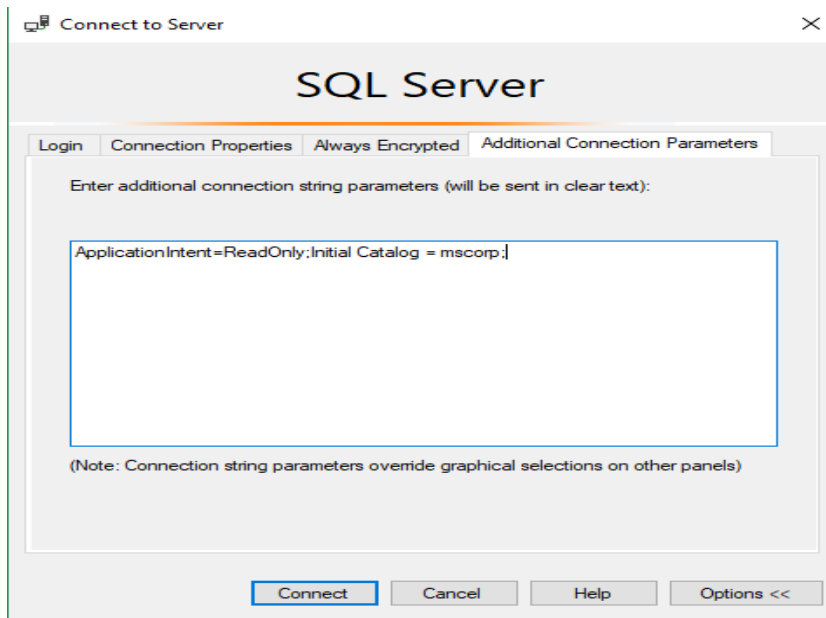 Connect to Server
SQL Server
Login Connection Properties Always Encrypted Additional Connection Parameters
Enter additional connection string parameters (will be sent in clear text):
ApplicationIntent=ReadOnly;Initial Catalog = mscorp;
(Note: Connection string parameters override graphical selections on other panels)
Connect Cancel Help Options <<